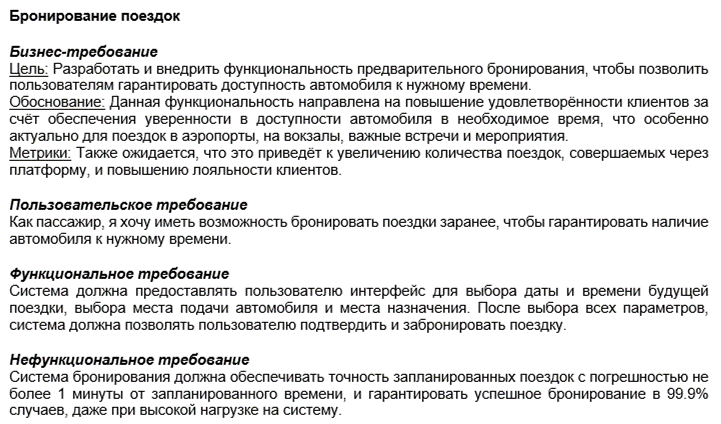 Бронирование поездок
Бизнес-требование
Цель: Разработать и внедрить функциональность предварительного бронирования, чтобы позволить
пользователям гарантировать доступность автомобиля к нужному времени.
Обоснование: Данная функциональность направлена на повышение удовлетворённости клиентов за
счёт обеспечения уверенности в доступности автомобиля в необходимое время, что особенно
актуально для поездок в аэропорты, на вокзалы, важные встречи и мероприятия.
Метрики: Также ожидается, что это приведёт к увеличению количества поездок, совершаемых через
платформу, и повышению лояльности клиентов.
Пользовательское требование
Как пассажир, я хочу иметь возможность бронировать поездки заранее, чтобы гарантировать наличие
автомобиля к нужному времени.
Функциональное требование
Система должна предоставлять пользователю интерфейс для выбора даты и времени будущей
поездки, выбора места подачи автомобиля и места назначения. После выбора всех параметров,
система должна позволять пользователю подтвердить и забронировать поездку.
Нефункциональное требование
Система бронирования должна обеспечивать точность запланированных поездок с погрешностью не
более 1 минуты от запланированного времени, и гарантировать успешное бронирование в 99.9%
случаев, даже при высокой нагрузке на систему.